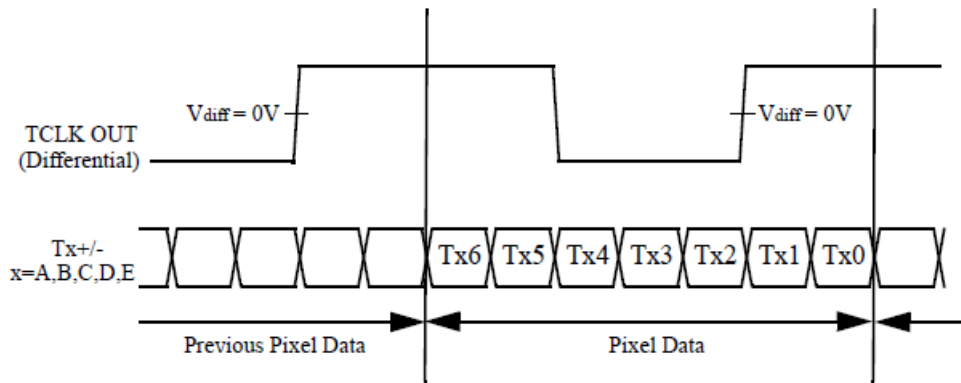 Vdiff = 0V
Vdiff = 0V
TCLK OUT
(Differential)
Tx+/-
x=A,B,C,D,E
Tx6 Tx5 Tx4 Tx3 Tx2 Tx1 Tx0
Previous Pixel Data
Pixel Data